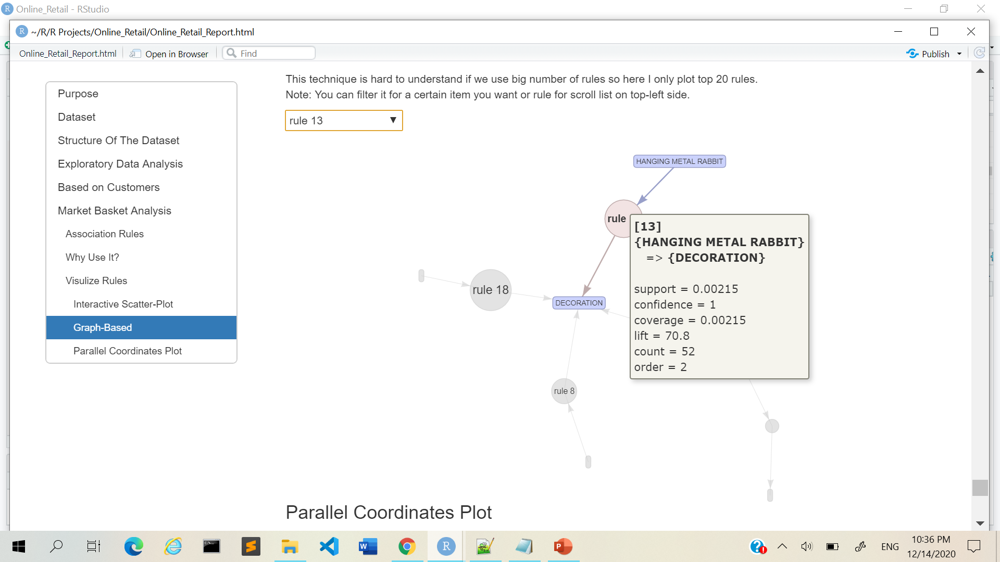 Online_Retail - RStudio
~/R/R Projects/Online_Retail/Online_Retail_Report.html
Online_Retail_Report.html
Open in Browser
Find
Publish
Purpose
Dataset
Structure Of The Dataset
Exploratory Data Analysis
Based on Customers
Market Basket Analysis
Association Rules
Why Use It?
Visulize Rules
Interactive Scatter-Plot
Graph-Based
Parallel Coordinates Plot
This technique is hard to understand if we use big number of rules so here I only plot top 20 rules.
Note: You can filter it for a certain item you want or rule for scroll list on top-left side.
rule 13
HANGING METAL RABBIT
rule
[13]
{HANGING METAL RABBIT}
=> {DECORATION}
support = 0.00215
confidence = 1
coverage = 0.00215
lift = 70.8
count = 52
order = 2
rule 18
DECORATION
rule 8
Parallel Coordinates Plot
ENG
10:36 PM
12/14/2020